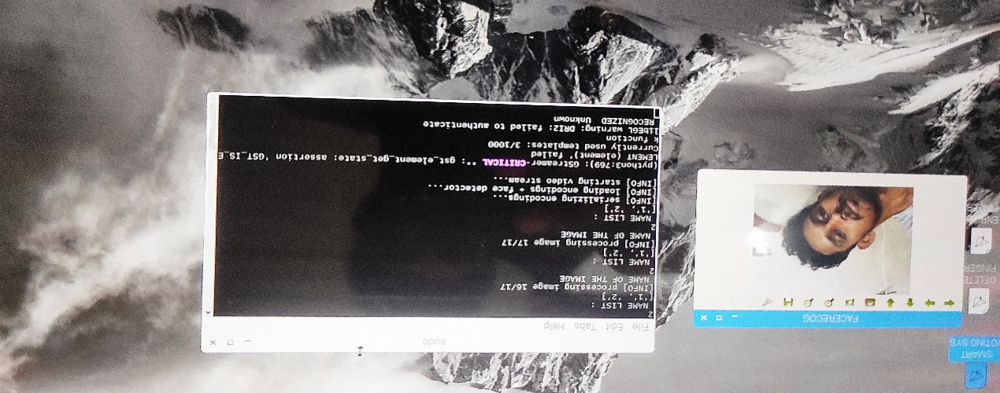 SMART
VOTING SYS
DELETE
FINGER
ENRO
FACERECOG
sudo
File Edit Tabs Help
2
NAME LIST :
['1', '2']
[INFO] processing image 16/17
NAME OF THE IMAGE
2
NAME LIST :
['1', '2']
[INFO] processing image 17/17
NAME OF THE IMAGE
2
NAME LIST :
['1', '2']
[INFO] serializing encodings...
[INFO] loading encodings + face detector...
[INFO] starting video stream...
(python3:769): GStreamer-CRITICAL **: gst_element_get_state: assertion 'GST_IS_E
LEMENT (element)' failed
Currently used templates: 3/1000
k function
libEGL warning: DRI2: failed to authenticate
RECOGNIZED Unknown